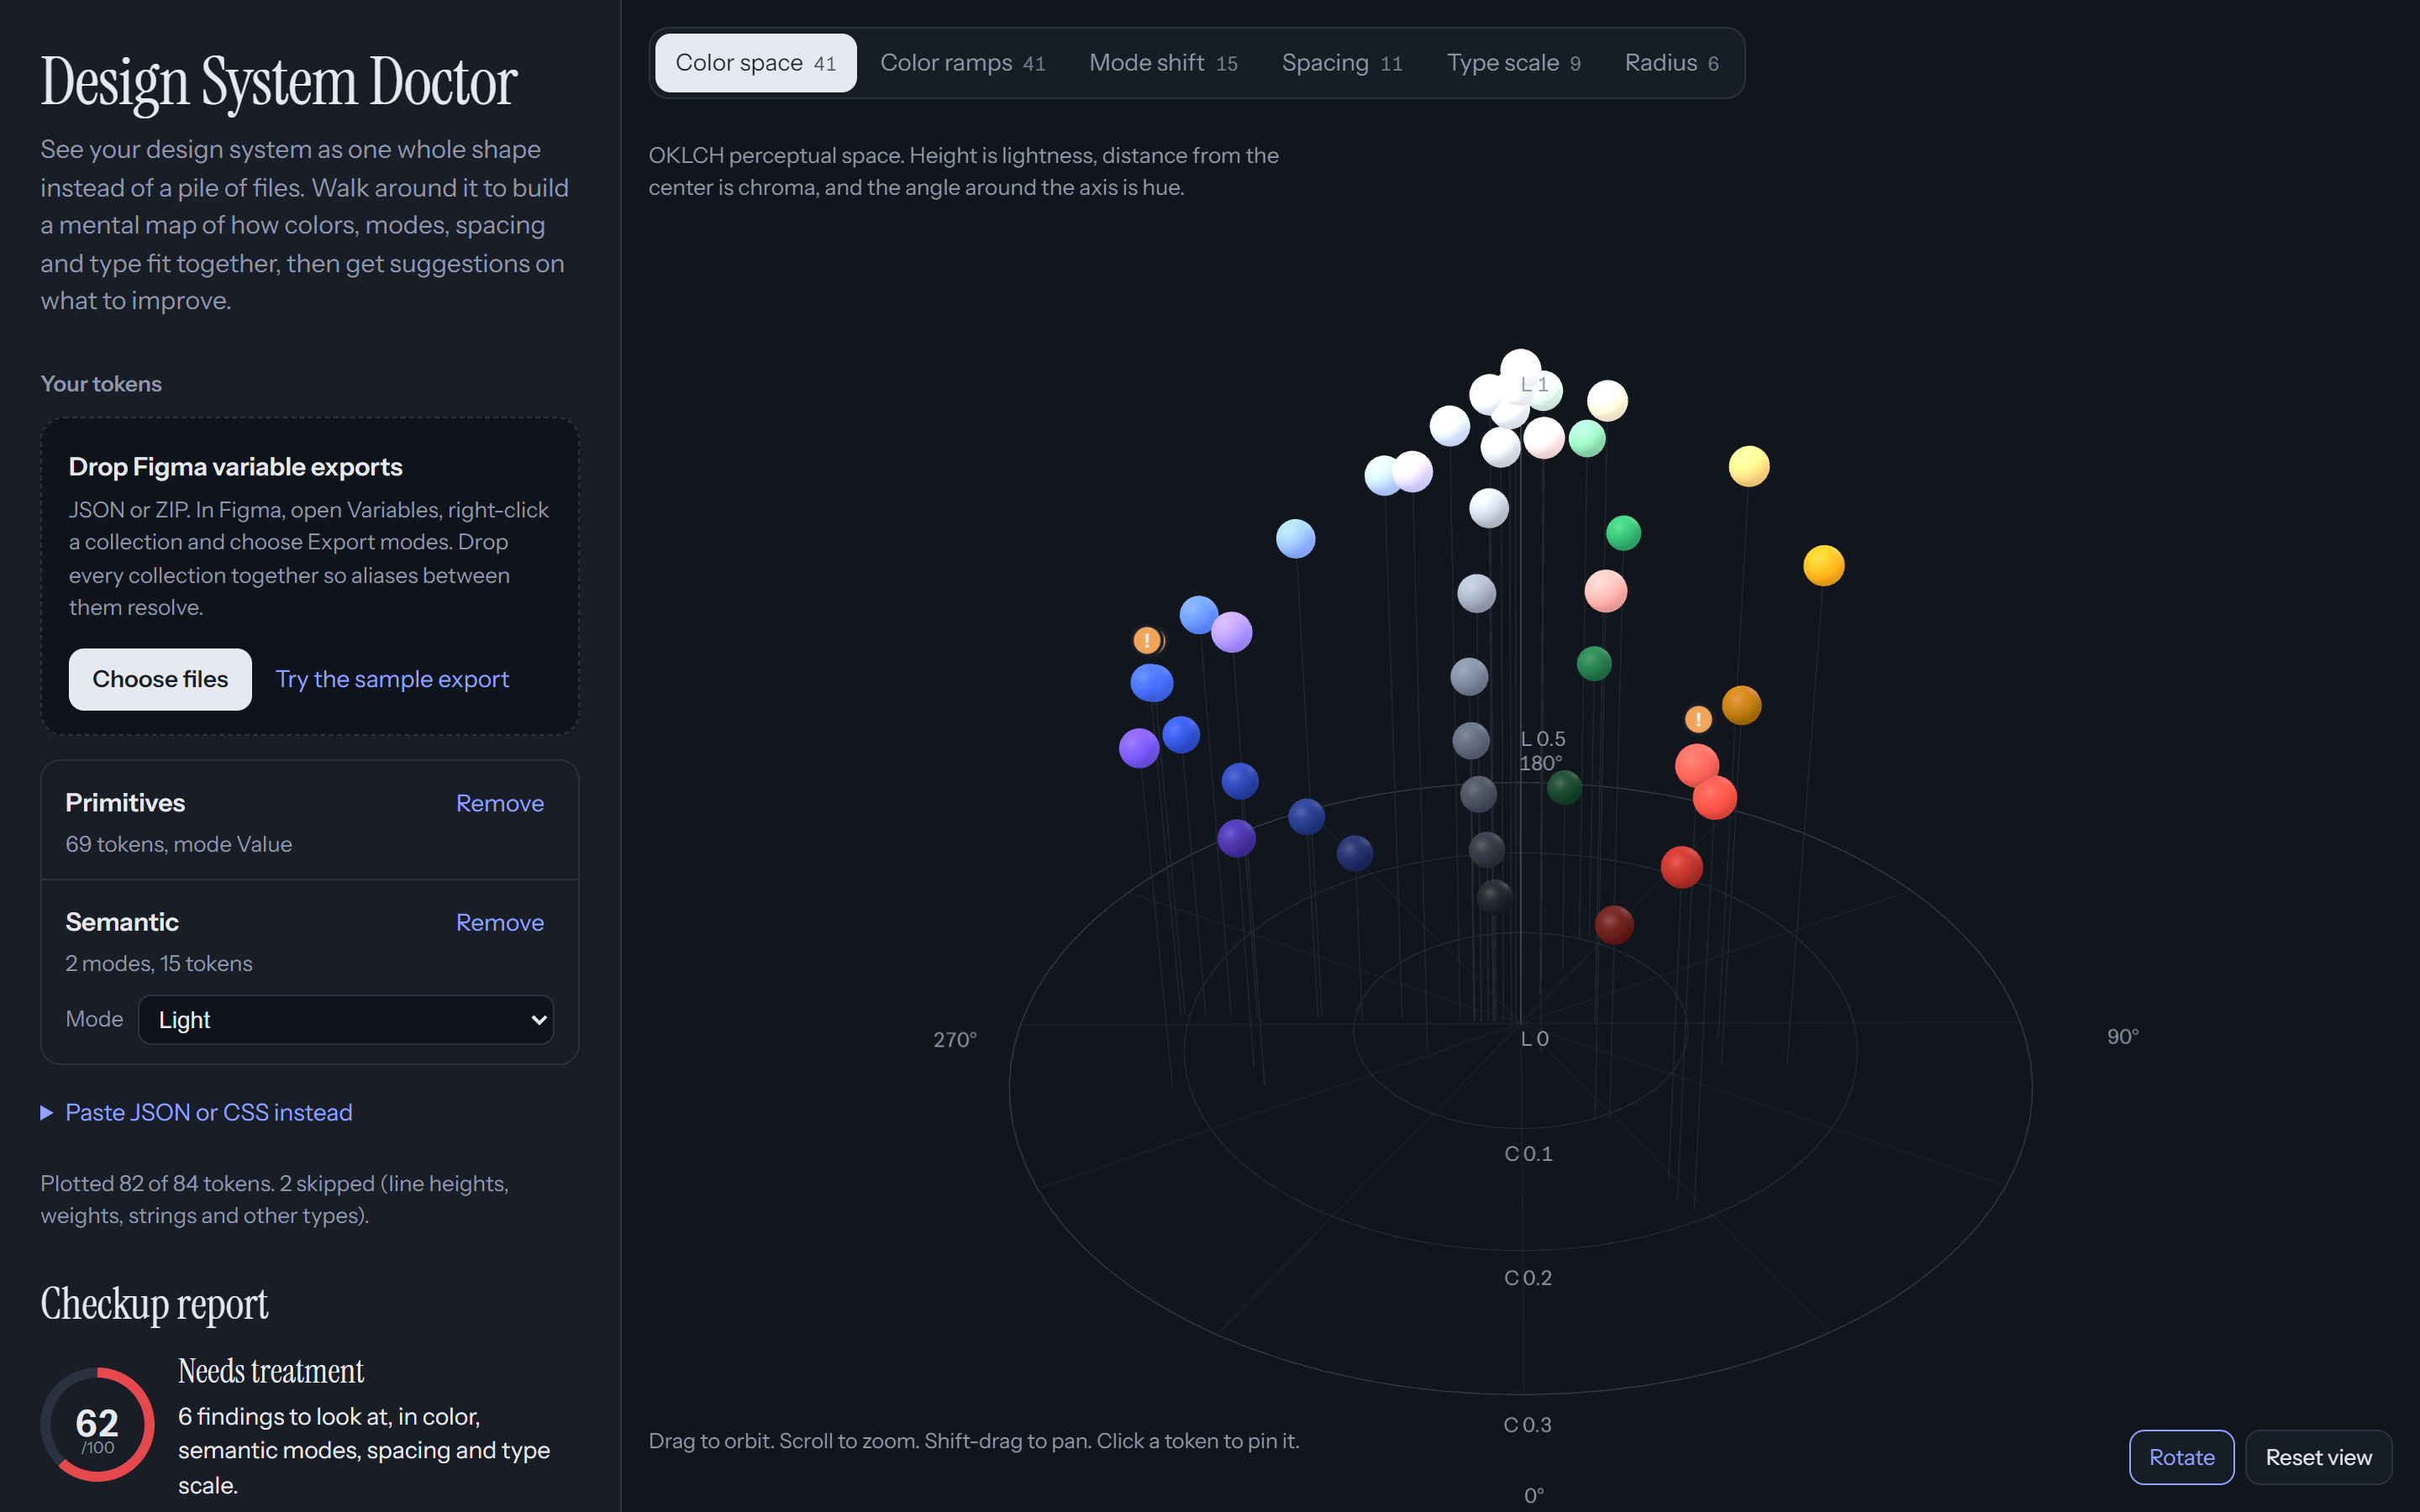 Design System Doctor
See your design system as one whole shape
instead of a pile of files. Walk around it to build
a mental map of how colors, modes, spacing
and type fit together, then get suggestions on
what to improve.
Your tokens
Drop Figma variable exports
JSON or ZIP. In Figma, open Variables, right-click
a collection and choose Export modes. Drop
every collection together so aliases between
them resolve.
Choose files
Try the sample export
Primitives
Remove
69 tokens, mode Value
Semantic
Remove
2 modes, 15 tokens
Mode
Light
Paste JSON or CSS instead
Plotted 82 of 84 tokens. 2 skipped (line heights,
weights, strings and other types).
Checkup report
62
/100
Needs treatment
6 findings to look at, in color,
semantic modes, spacing and type
scale.
Color space 41
Color ramps 41
Mode shift 15
Spacing 11
Type scale 9
Radius 6
OKLCH perceptual space. Height is lightness, distance from the
center is chroma, and the angle around the axis is hue.
L 1
!
!
L 0.5
180°
270°
L 0
90°
C 0.1
C 0.2
C 0.3
0°
Drag to orbit. Scroll to zoom. Shift-drag to pan. Click a token to pin it.
Rotate
Reset view